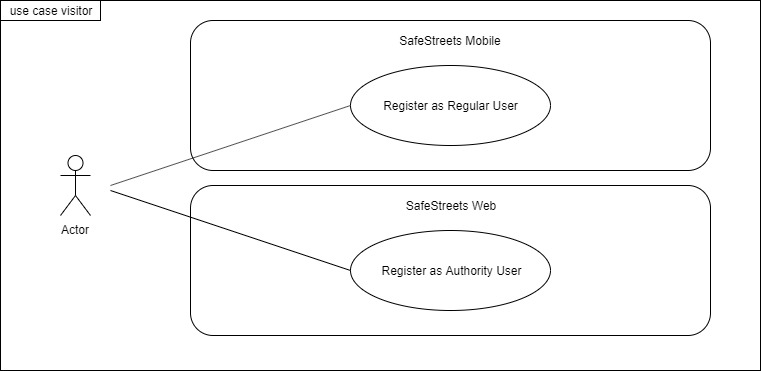 use case visitor
SafeStreets Mobile
Register as Regular User
Actor
SafeStreets Web
Register as Authority User